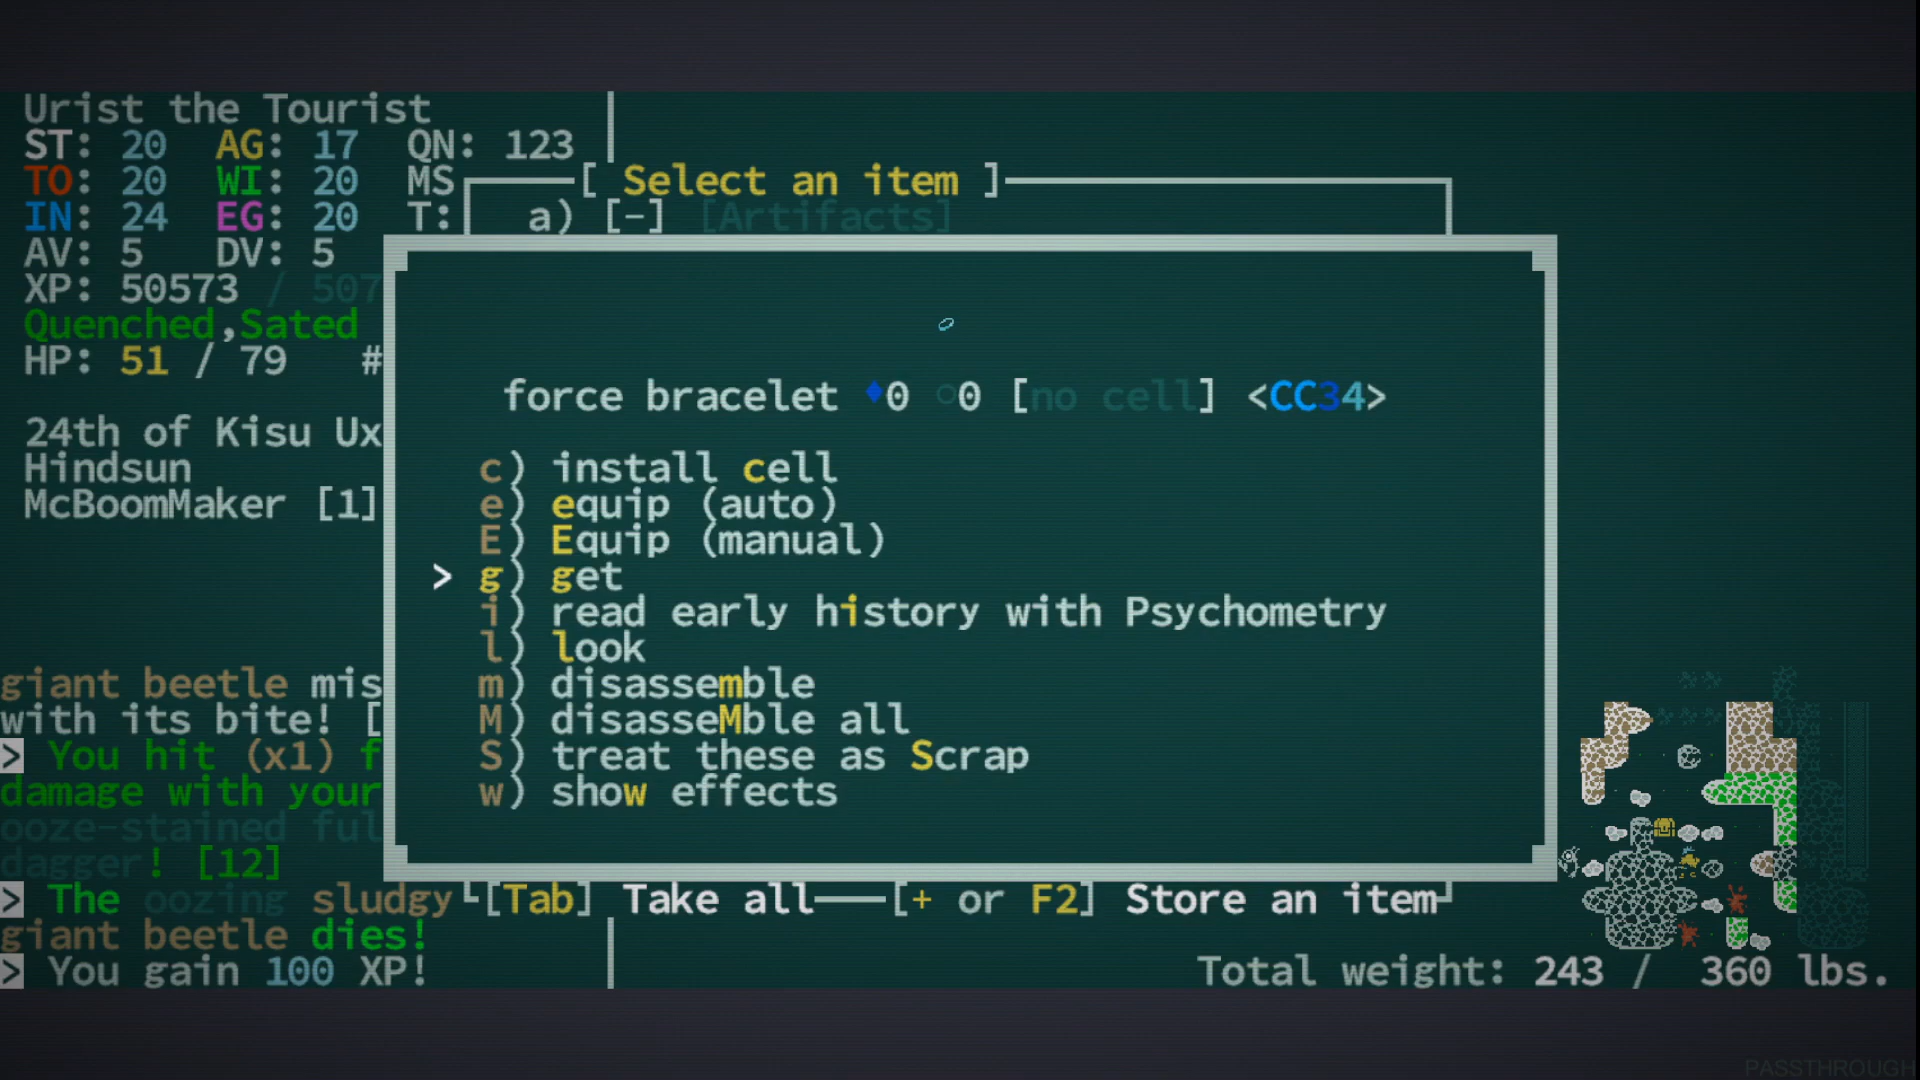 Urist the Tourist
ST: 20 AG: 17 QN: 123
TO: 20 WI: 20 MS
IN: 24 EG: 20 T:
AV: 5 DV: 5
XP: 50573 / 507
Quenched,Sated
HP: 51 / 79 #
24th of Kisu Ux
Hindsun
McBoomMaker [1]
giant beetle mis
with its bite! [
> You hit (x1) f
damage with your
ooze-stained ful
dagger! [12]
> The oozing sludgy
giant beetle dies!
> You gain 100 XP!
[ Select an item ]
a) [-] [Artifacts]
force bracelet ♦0 ○0 [no cell] <CC34>
c) install cell
e) equip (auto)
E) Equip (manual)
> g) get
i) read early history with Psychometry
l) look
m) disassemble
M) disasseMble all
S) treat these as Scrap
w) show effects
[Tab] Take all [+ or F2] Store an item
Total weight: 243 / 360 lbs.
PASSTHROUGH